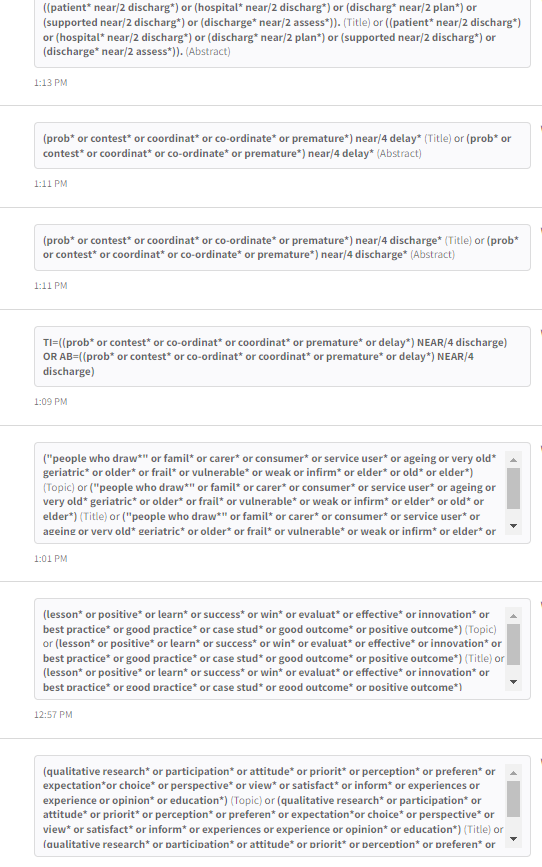 ((patient* near/2 discharg*) or (hospital* near/2 discharg*) or (discharg* near/2 plan*) or
(supported near/2 discharg*) or (discharge* near/2 assess*)). (Title) or ((patient* near/2 discharg*)
or (hospital* near/2 discharg*) or (discharg* near/2 plan*) or (supported near/2 discharg*) or
(discharge* near/2 assess*)). (Abstract)
1:13 PM
(prob* or contest* or coordinat* or co-ordinate* or premature*) near/4 delay* (Title) or (prob* or
contest* or coordinat* or co-ordinate* or premature*) near/4 delay* (Abstract)
1:11 PM
(prob* or contest* or coordinat* or co-ordinate* or premature*) near/4 discharge* (Title) or (prob*
or contest* or coordinat* or co-ordinate* or premature*) near/4 discharge* (Abstract)
1:11 PM
TI=((prob* or contest* or co-ordinat* or coordinat* or premature* or delay*) NEAR/4 discharge)
OR AB=((prob* or contest* or co-ordinat* or coordinat* or premature* or delay*) NEAR/4
discharge)
1:09 PM
("people who draw*" or famil* or carer* or consumer* or service user* or ageing or very old*
geriatric* or older* or frail* or vulnerable* or weak or infirm* or elder* or old* or elder*)
(Topic) or ("people who draw*" or famil* or carer* or consumer* or service user* or ageing or
very old* geriatric* or older* or frail* or vulnerable* or weak or infirm* or elder* or old* or
elder*) (Title) or ("people who draw*" or famil* or carer* or consumer* or service user* or
ageing or very old* geriatric* or older* or frail* or vulnerable* or weak or infirm* or elder* or
1:01 PM
(lesson* or positive* or learn* or success* or win* or evaluat* or effective* or innovation* or
best practice* or good practice* or case stud* or good outcome* or positive outcome*) (Topic)
or (lesson* or positive* or learn* or success* or win* or evaluat* or effective* or innovation* or
best practice* or good practice* or case stud* or good outcome* or positive outcome*) (Title) or
(lesson* or positive* or learn* or success* or win* or evaluat* or effective* or innovation* or
best practice* or good practice* or case stud* or good outcome* or positive outcome*)
12:57 PM
(qualitative research* or participation* or attitude* or priorit* or perception* or preferen* or
expectation*or choice* or perspective* or view* or satisfact* or inform* or experiences or
experience or opinion* or education*) (Topic) or (qualitative research* or participation* or
attitude* or priorit* or perception* or preferen* or expectation*or choice* or perspective* or
view* or satisfact* or inform* or experiences or experience or opinion* or education*) (Title) or
(qualitative research* or participation* or attitude* or priorit* or perception* or preferen* or